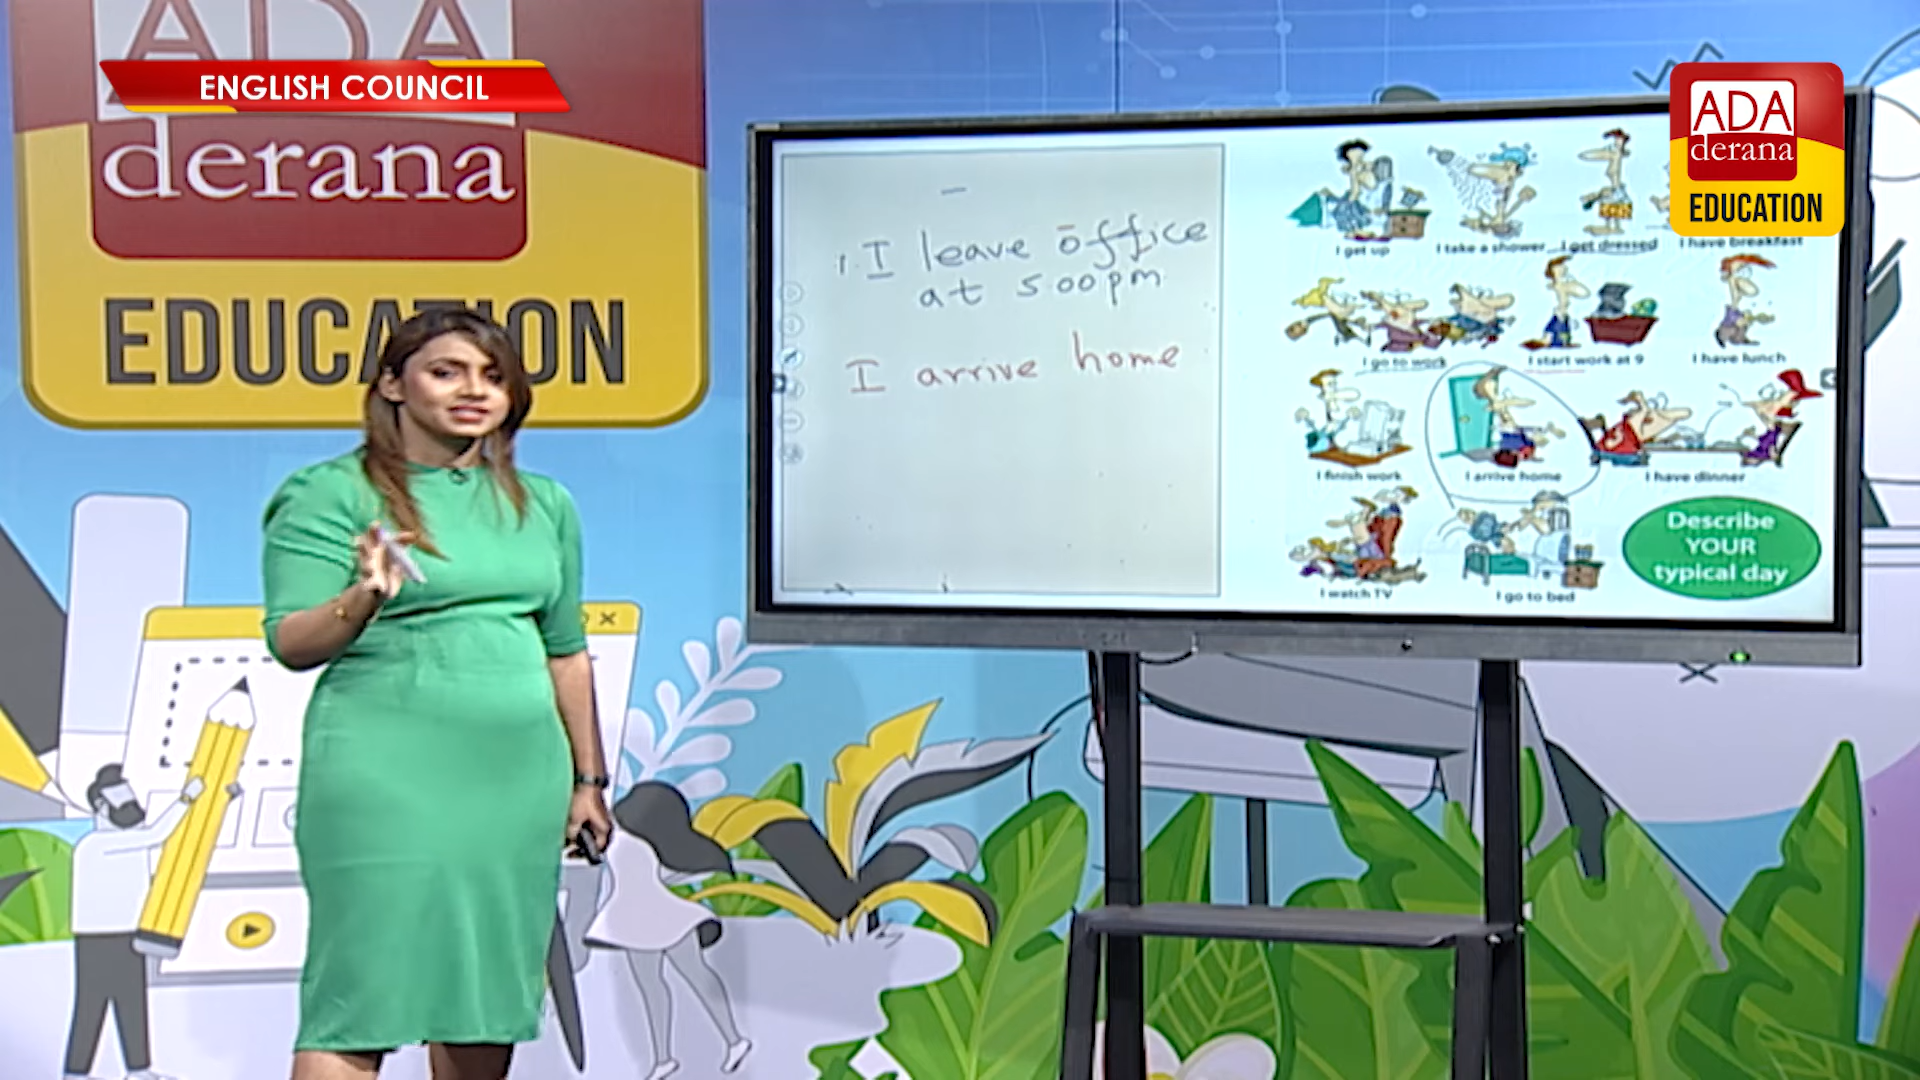 ADA
derana
EDUCATION
ENGLISH COUNCIL
ADA
derana
EDUCATION
1. I leave office
at 5 00pm
I arrive home
I get up
I take a shower
I get dressed
I have breakfast
I go to work
I start work at 9
I have lunch
I finish work
I arrive home
I have dinner
I watch TV
I go to bed
Describe
YOUR
typical day